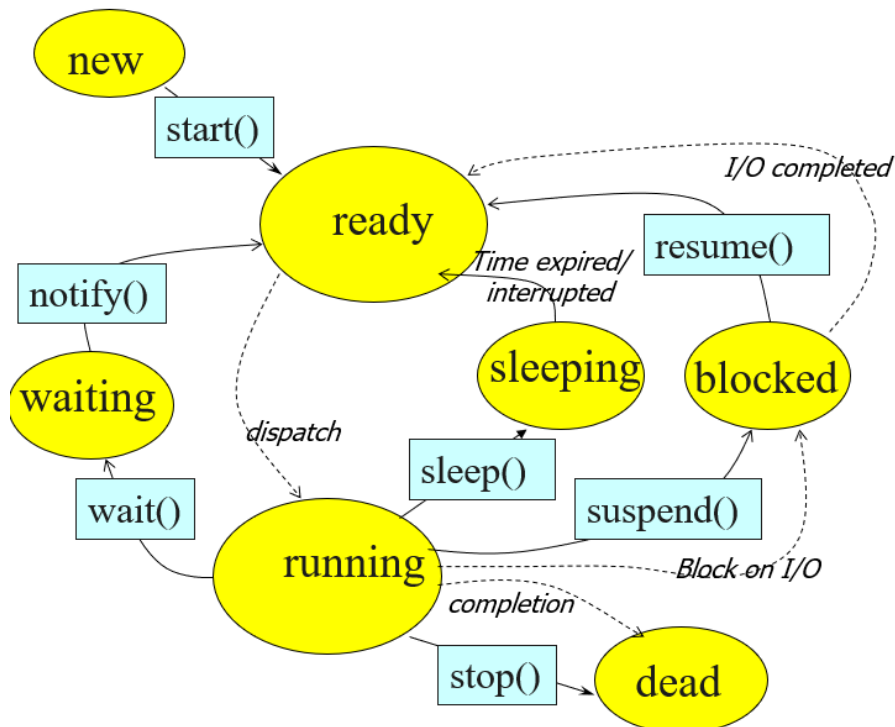 new
start()
I/O completed
ready
resume()
Time expired/
interrupted
notify()
sleeping
blocked
waiting
dispatch
sleep()
wait()
suspend()
running
Block on I/O
completion
stop()
dead